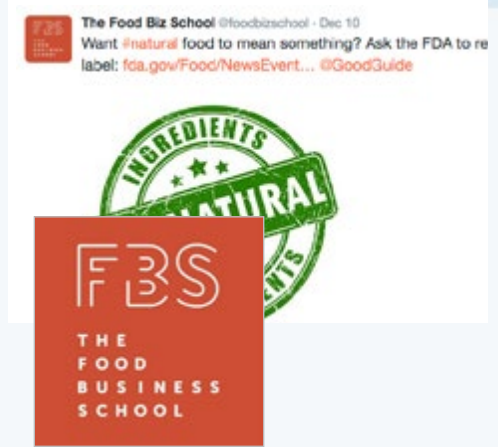 The Food Biz School @foodbizschool · Dec 10
Want #natural food to mean something? Ask the FDA to re
label: fda.gov/Food/NewsEvent... @GoodGuide
INGREDIENTS
NATURAL
FBS
THE
FOOD
BUSINESS
SCHOOL